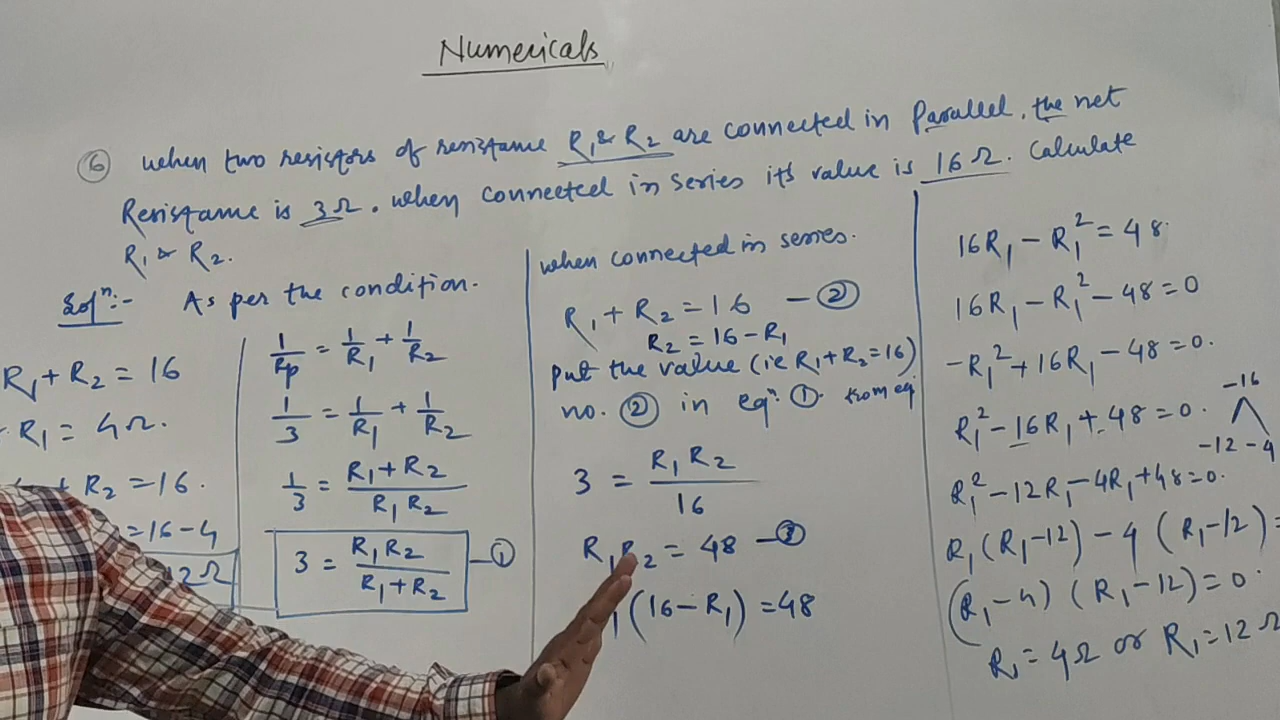 Numericals
⑥ when two resistors of resistance R₁ & R₂ are connected in Parallel, the net
Resistance is 3Ω. when connected in series its value is 16Ω. Calculate
R₁ & R₂.
Solⁿ:- As per the condition.
1/Rp = 1/R₁ + 1/R₂
1/3 = 1/R₁ + 1/R₂
1/3 = (R₁ + R₂)/(R₁ R₂)
3 = (R₁ R₂)/(R₁ + R₂) — ①
when connected in series.
R₁ + R₂ = 16 — ②
R₂ = 16 - R₁
put the value (ie R₁ + R₂ = 16)
from eqⁿ
no. ② in eqⁿ ①.
3 = (R₁ R₂)/16
R₁ R₂ = 48 — ③
(16 - R₁) = 48
16R₁ - R₁² = 48
16R₁ - R₁² - 48 = 0
-R₁² + 16R₁ - 48 = 0.
R₁² - 16R₁ + 48 = 0.
-16
-12 -4
R₁² - 12R₁ - 4R₁ + 48 = 0.
R₁(R₁ - 12) - 4(R₁ - 12) =
(R₁ - 4)(R₁ - 12) = 0.
R₁ = 4Ω or R₁ = 12Ω
R₁ + R₂ = 16
R₁ = 4Ω.
+ R₂ = 16.
= 16 - 4
2Ω